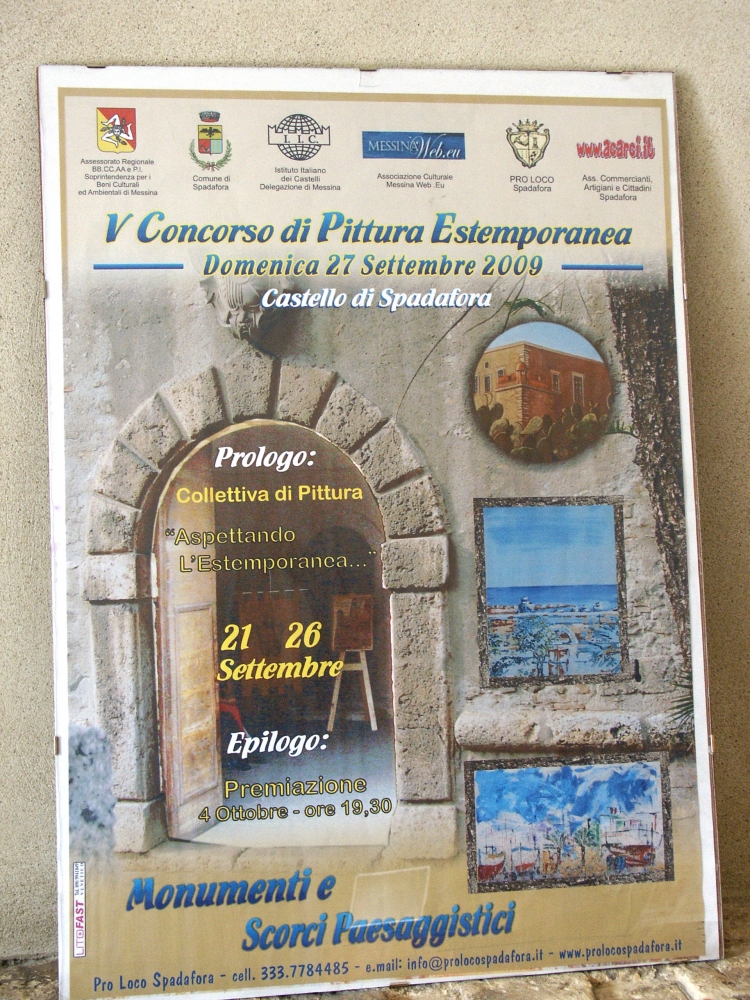 Assessorato Regionale
BB.CC.AA e P.I.
Soprintendenza per i
Beni Culturali
ed Ambientali di Messina
Comune di
Spadafora
I.I.C.
Istituto Italiano
dei Castelli
Delegazione di Messina
MESSINAWeb.eu
Associazione Culturale
Messina Web .Eu
PRO LOCO
Spadafora
www.acarci.it
Ass. Commercianti,
Artigiani e Cittadini
Spadafora
V Concorso di Pittura Estemporanea
Domenica 27 Settembre 2009
Castello di Spadafora
Prologo:
Collettiva di Pittura
“Aspettando
L'Estemporanea...”
21 26
Settembre
Epilogo:
Premiazione
4 Ottobre - ore 19,30
Monumenti e
Scorci Paesaggistici
Pro Loco Spadafora - cell. 333.7784485 - e.mail: info@prolocospadafora.it - www.prolocospadafora.it
LITOFAST